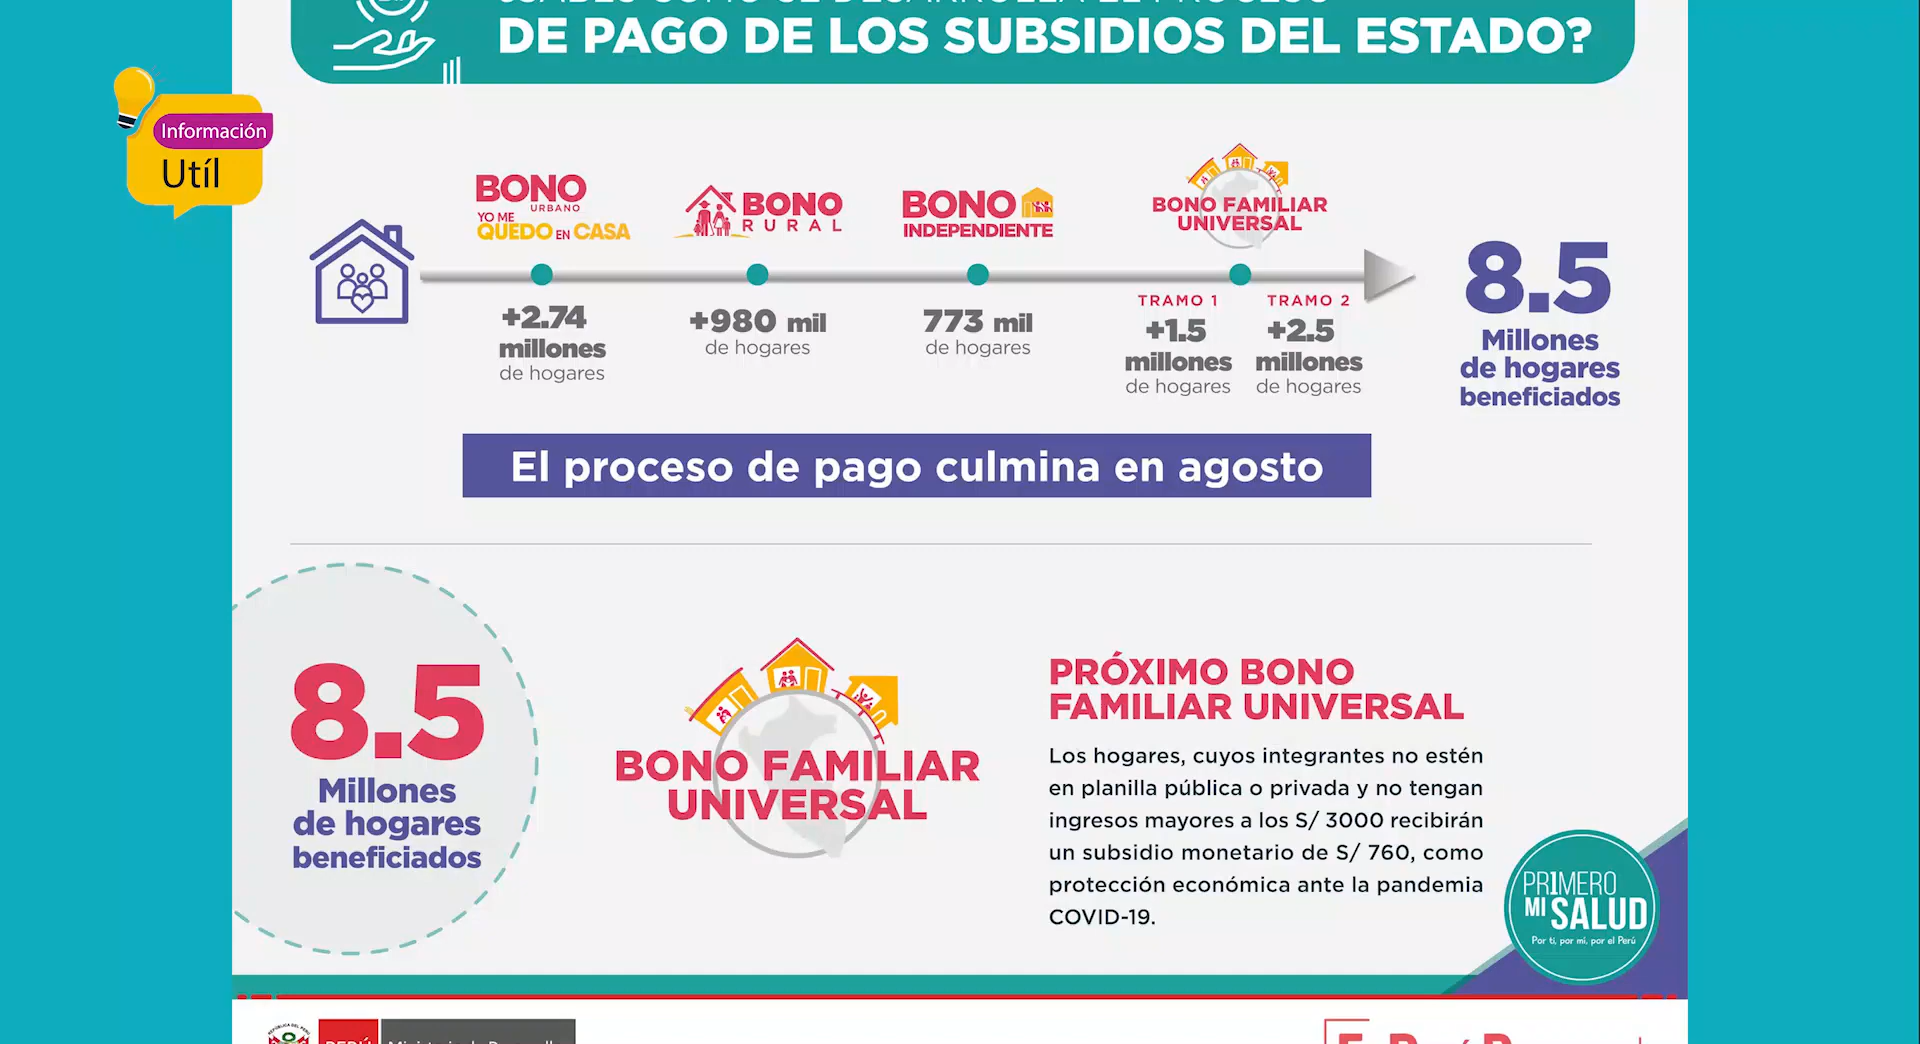 DE PAGO DE LOS SUBSIDIOS DEL ESTADO?
Información
Utíl
BONO
URBANO
YO ME
QUEDO EN CASA
BONO
RURAL
BONO
INDEPENDIENTE
BONO FAMILIAR
UNIVERSAL
+2.74
millones
de hogares
+980 mil
de hogares
773 mil
de hogares
TRAMO 1
+1.5
millones
de hogares
TRAMO 2
+2.5
millones
de hogares
8.5
Millones
de hogares
beneficiados
El proceso de pago culmina en agosto
8.5
Millones
de hogares
beneficiados
BONO FAMILIAR
UNIVERSAL
PRÓXIMO BONO
FAMILIAR UNIVERSAL
Los hogares, cuyos integrantes no estén
en planilla pública o privada y no tengan
ingresos mayores a los S/ 3000 recibirán
un subsidio monetario de S/ 760, como
protección económica ante la pandemia
COVID-19.
PR1MERO
MI SALUD
Por ti, por mi, por el Perú
PERÚ